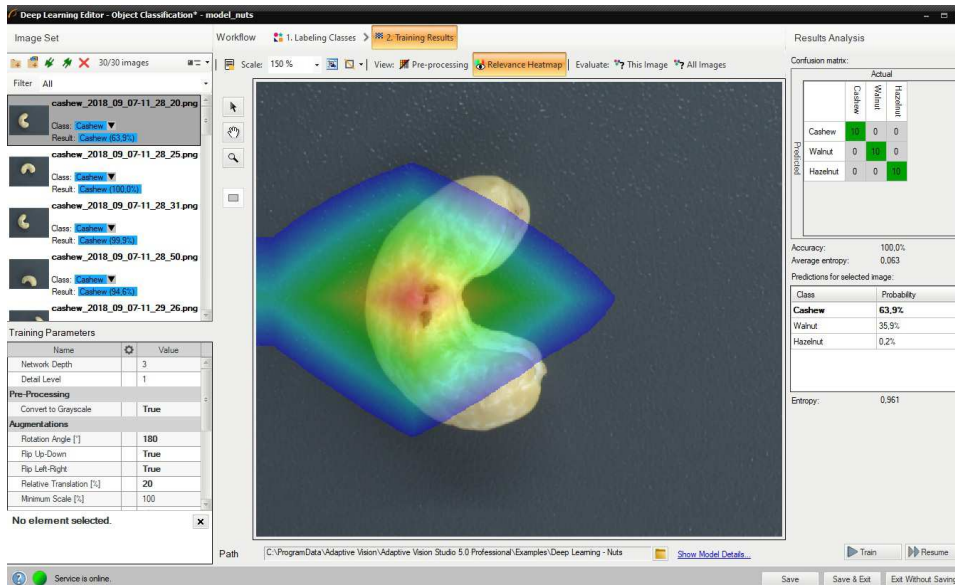 Deep Learning Editor - Object Classification* - model_nuts
Image Set
Workflow
1. Labeling Classes
2. Training Results
Results Analysis
30/30 images
Scale: 150 %
View:
Pre-processing
Relevance Heatmap
Evaluate:
This Image
All Images
Filter All
cashew_2018_09_07-11_28_20.png
Class: Cashew
Result: Cashew (63,9%)
cashew_2018_09_07-11_28_25.png
Class: Cashew
Result: Cashew (100,0%)
cashew_2018_09_07-11_28_31.png
Class: Cashew
Result: Cashew (99,9%)
cashew_2018_09_07-11_28_50.png
Class: Cashew
Result: Cashew (94,6%)
cashew_2018_09_07-11_29_26.png
Training Parameters
Name Value
Network Depth 3
Detail Level 1
Pre-Processing
Convert to Grayscale True
Augmentations
Rotation Angle [°] 180
Flip Up-Down True
Flip Left-Right True
Relative Translation [%] 20
Minimum Scale [%] 100
No element selected.
Path C:\ProgramData\Adaptive Vision\Adaptive Vision Studio 5.0 Professional\Examples\Deep Learning - Nuts
Show Model Details...
Confusion matrix:
Actual
Cashew Walnut Hazelnut
Predicted
Cashew 10 0 0
Walnut 0 10 0
Hazelnut 0 0 10
Accuracy: 100,0%
Average entropy: 0,063
Predictions for selected image:
Class Probability
Cashew 63,9%
Walnut 35,9%
Hazelnut 0,2%
Entropy: 0,961
Train
Resume
Service is online.
Save
Save & Exit
Exit Without Saving